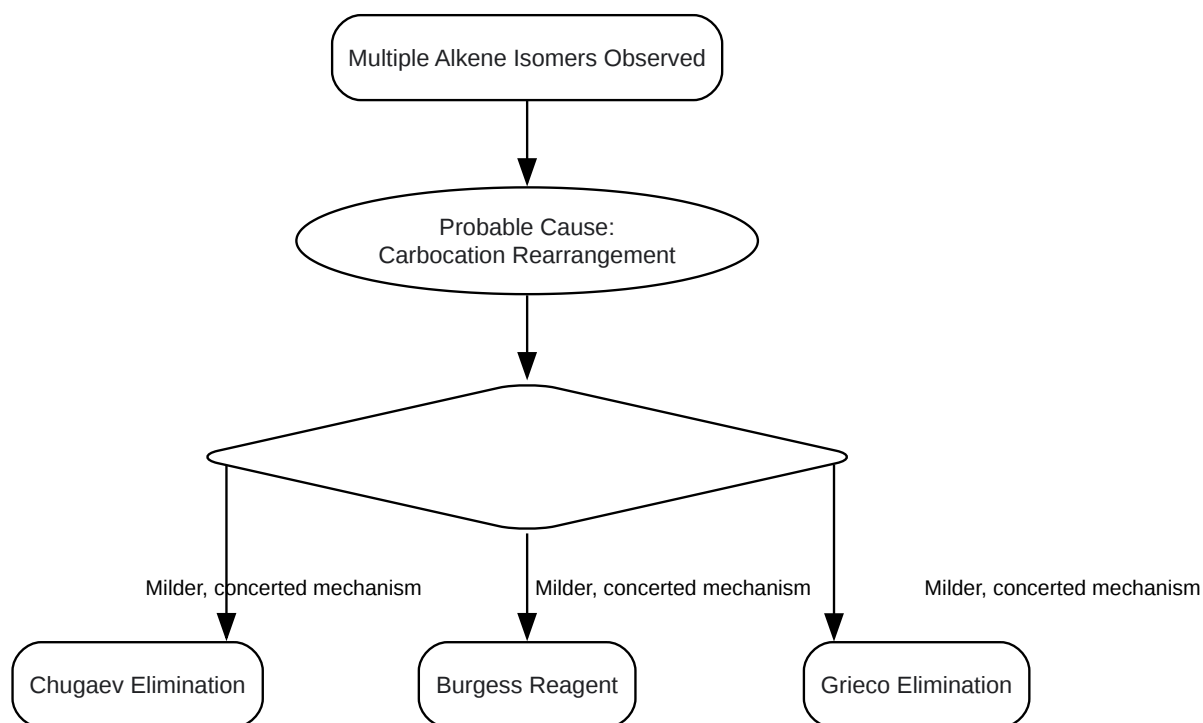 Multiple Alkene Isomers Observed
Probable Cause:
Carbocation Rearrangement
Milder, concerted mechanism
Milder, concerted mechanism
Milder, concerted mechanism
Chugaev Elimination
Burgess Reagent
Grieco Elimination